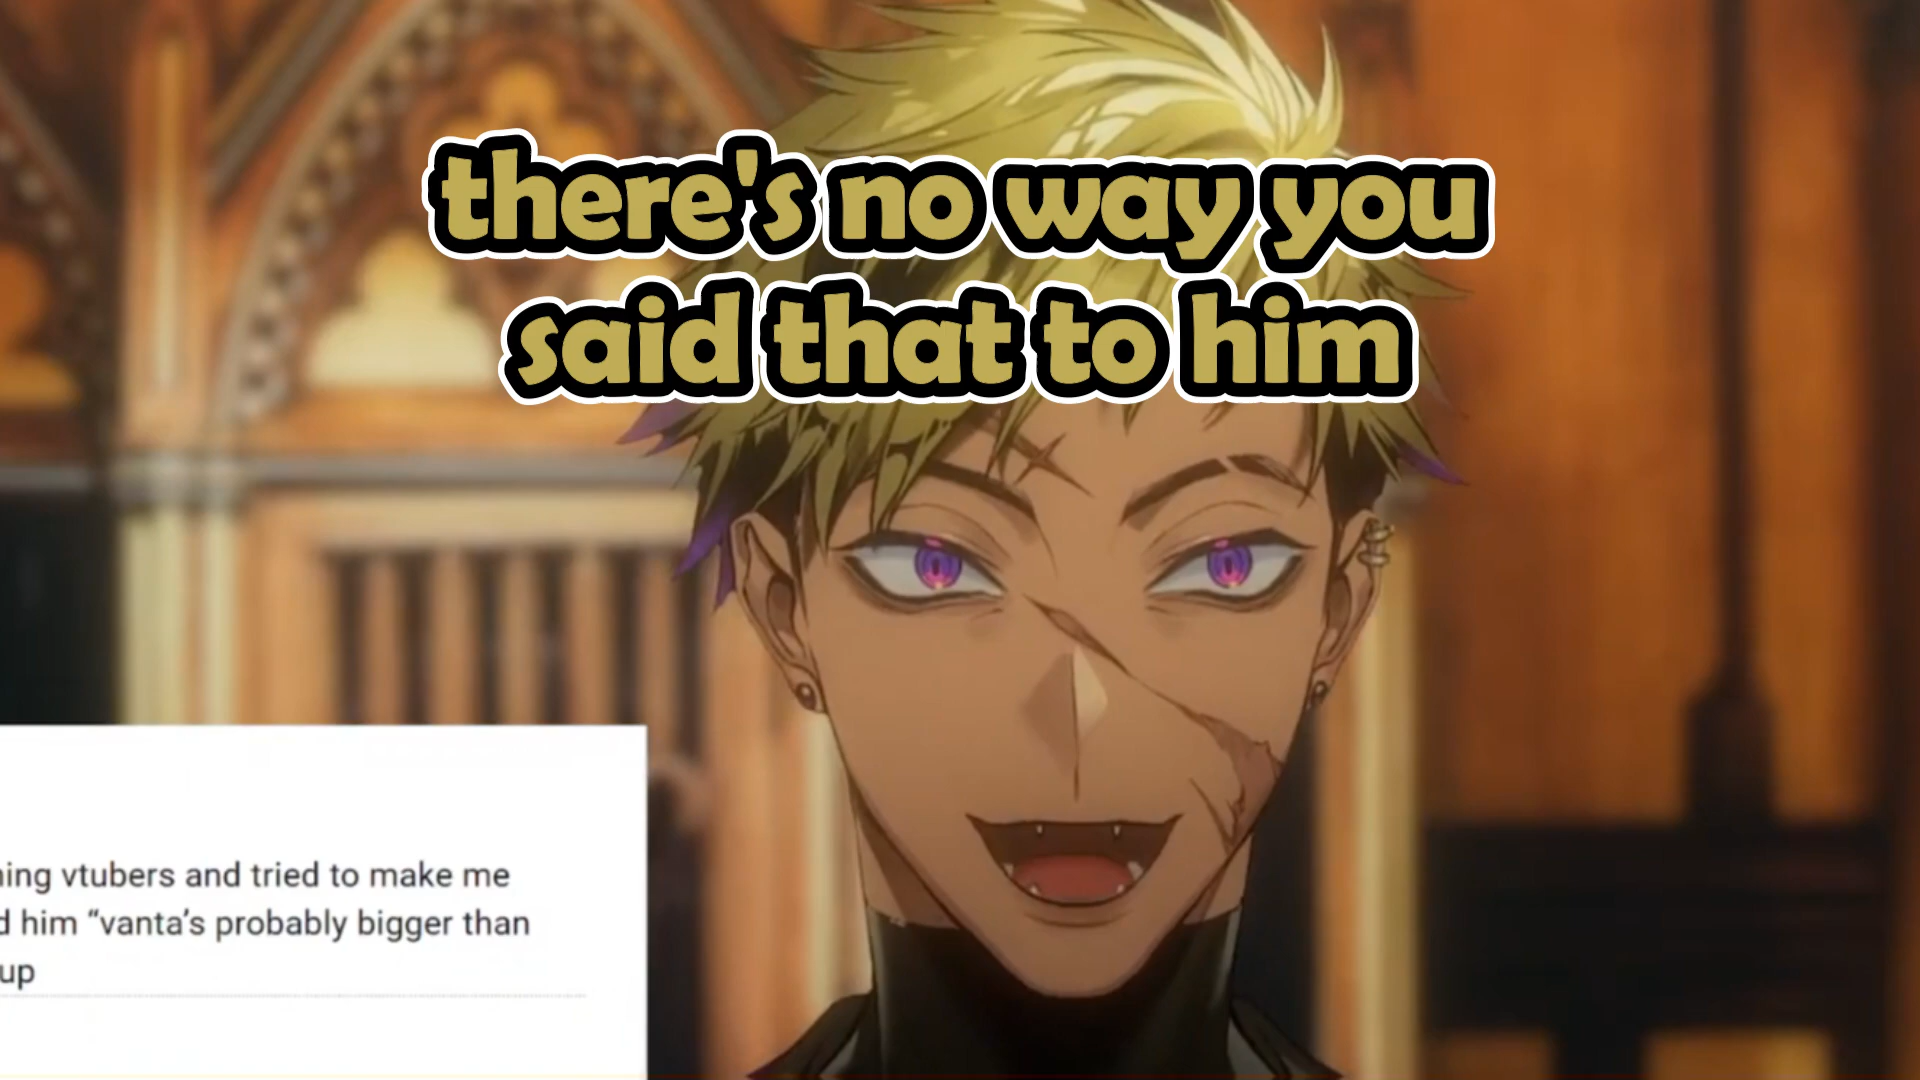 there's no way you
said that to him
vtubers and tried to make me
him “vanta’s probably bigger than
up